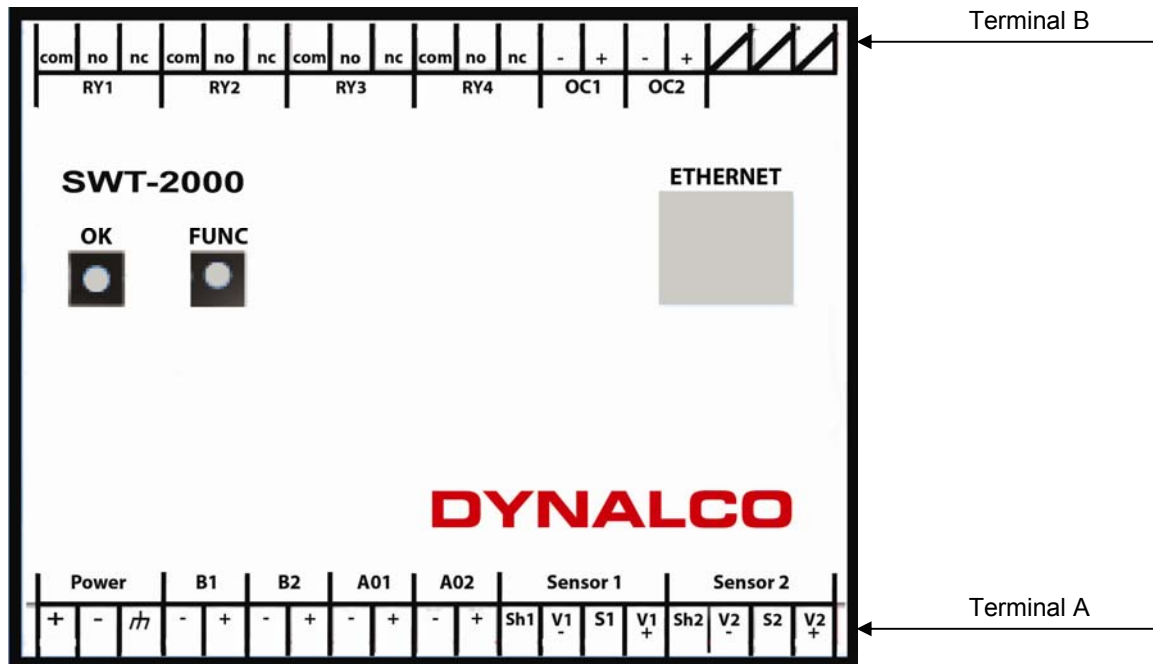 Terminal B
com no nc com no nc com no nc com no nc - + - +
RY1 RY2 RY3 RY4 OC1 OC2
SWT-2000
ETHERNET
OK FUNC
DYNALCO
Power B1 B2 A01 A02 Sensor 1 Sensor 2
+ - - + - + - + - + Sh1 V1 - S1 V1 + Sh2 V2 - S2 V2 +
Terminal A